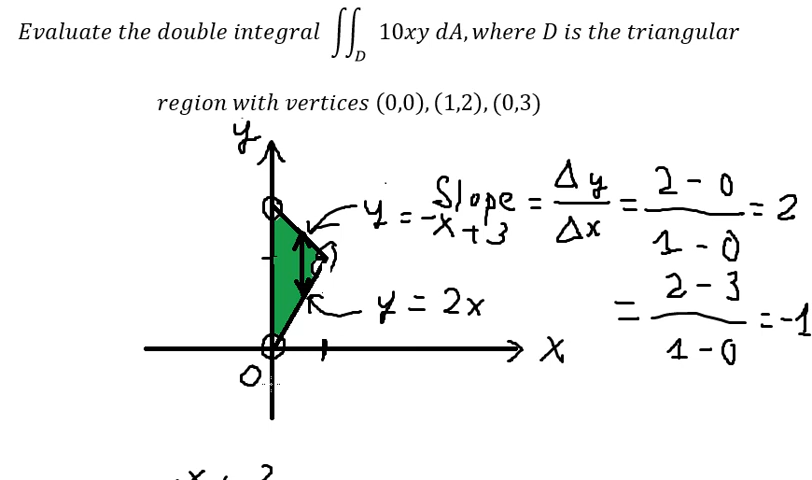 Evaluate the double integral ∬_D 10xy dA, where D is the triangular
region with vertices (0,0), (1,2), (0,3)
y
Slope = Δy/Δx = (2 - 0)/(1 - 0) = 2
y = -x + 3
= (2 - 3)/(1 - 0) = -1
y = 2x
x
0